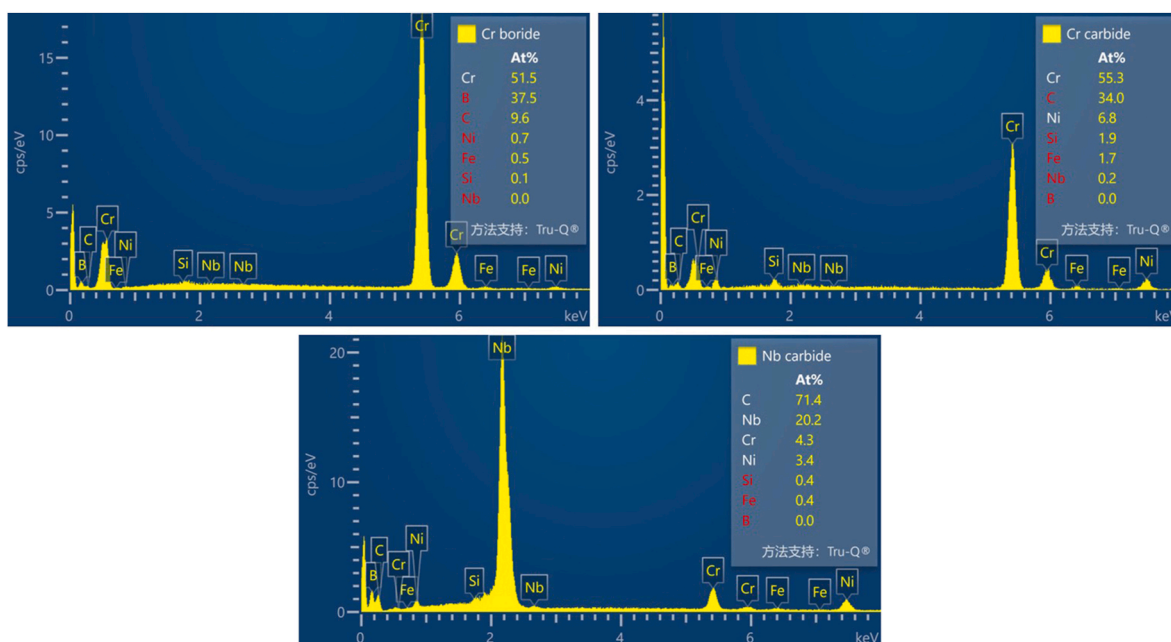 Cr boride
At%
Cr 51.5
B 37.5
C 9.6
Ni 0.7
Fe 0.5
Si 0.1
Nb 0.0
方法支持：Tru-Q®
cps/eV
15
10
5
0
Cr
Cr
C
Ni
B
Fe
Si
Nb
Nb
Cr
Fe
Fe
Ni
0
2
4
6
keV
Cr carbide
At%
Cr 55.3
C 34.0
Ni 6.8
Si 1.9
Fe 1.7
Nb 0.2
B 0.0
方法支持：Tru-Q®
cps/eV
4
2
0
Cr
Cr
C
Ni
B
Fe
Si
Nb
Nb
Cr
Fe
Fe
Ni
0
2
4
6
keV
Nb carbide
At%
C 71.4
Nb 20.2
Cr 4.3
Ni 3.4
Si 0.4
Fe 0.4
B 0.0
方法支持：Tru-Q®
cps/eV
20
10
0
Nb
Ni
C
Cr
B
Fe
Si
Nb
Cr
Cr
Fe
Fe
Ni
0
2
4
6
keV